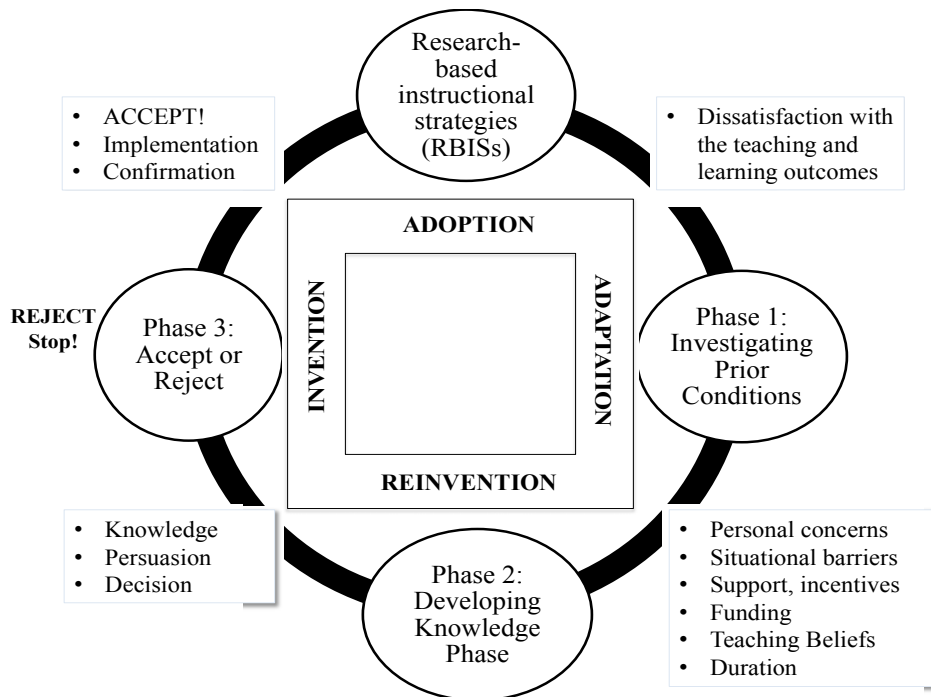 Research-
based
instructional
strategies
(RBISs)
• ACCEPT!
• Implementation
• Confirmation
• Dissatisfaction with
the teaching and
learning outcomes
ADOPTION
INVENTION
ADAPTATION
REINVENTION
REJECT
Stop!
Phase 3:
Accept or
Reject
Phase 1:
Investigating
Prior
Conditions
• Knowledge
• Persuasion
• Decision
Phase 2:
Developing
Knowledge
Phase
• Personal concerns
• Situational barriers
• Support, incentives
• Funding
• Teaching Beliefs
• Duration